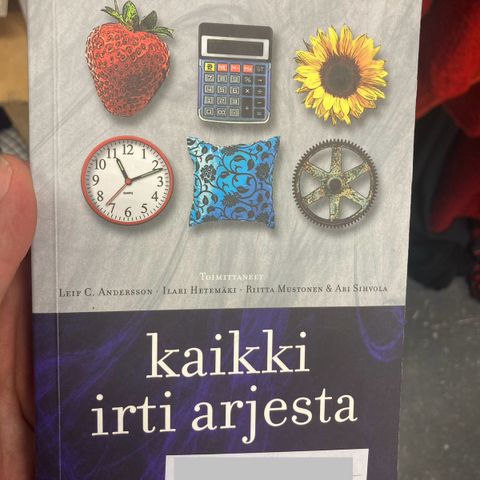 Toimittaneet
Leif C. Andersson · Ilari Hetemäki · Riitta Mustonen & Ari Sihvola
kaikki
irti arjesta